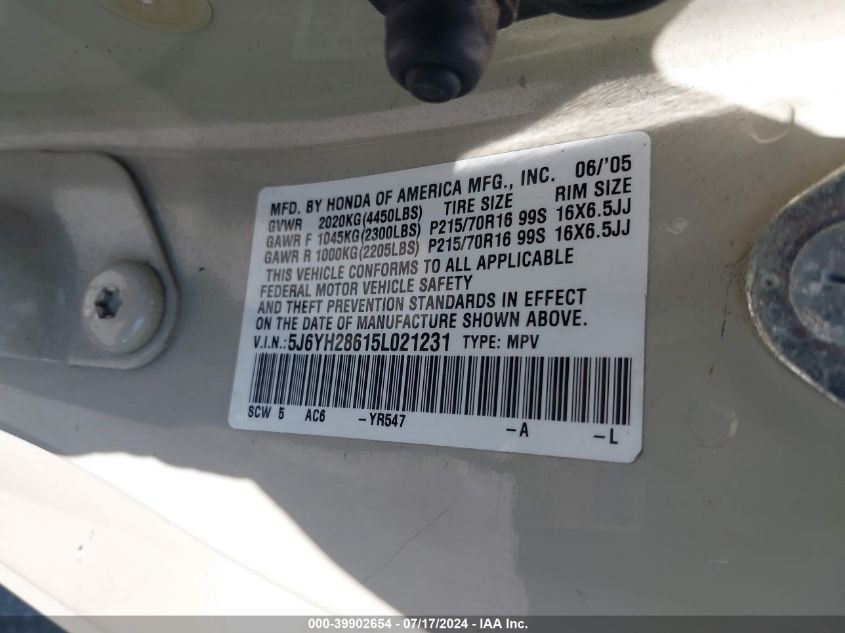 MFD. BY HONDA OF AMERICA MFG., INC. 06/'05
GVWR 2020KG(4450LBS) TIRE SIZE RIM SIZE
GAWR F 1045KG(2300LBS) P215/70R16 99S 16X6.5JJ
GAWR R 1000KG(2205LBS) P215/70R16 99S 16X6.5JJ
THIS VEHICLE CONFORMS TO ALL APPLICABLE
FEDERAL MOTOR VEHICLE SAFETY
AND THEFT PREVENTION STANDARDS IN EFFECT
ON THE DATE OF MANUFACTURE SHOWN ABOVE.
V.I.N.:5J6YH28615L021231 TYPE: MPV
SCW 5 AC6 -YR547 -A -L
000-39902654 - 07/17/2024 - IAA Inc.